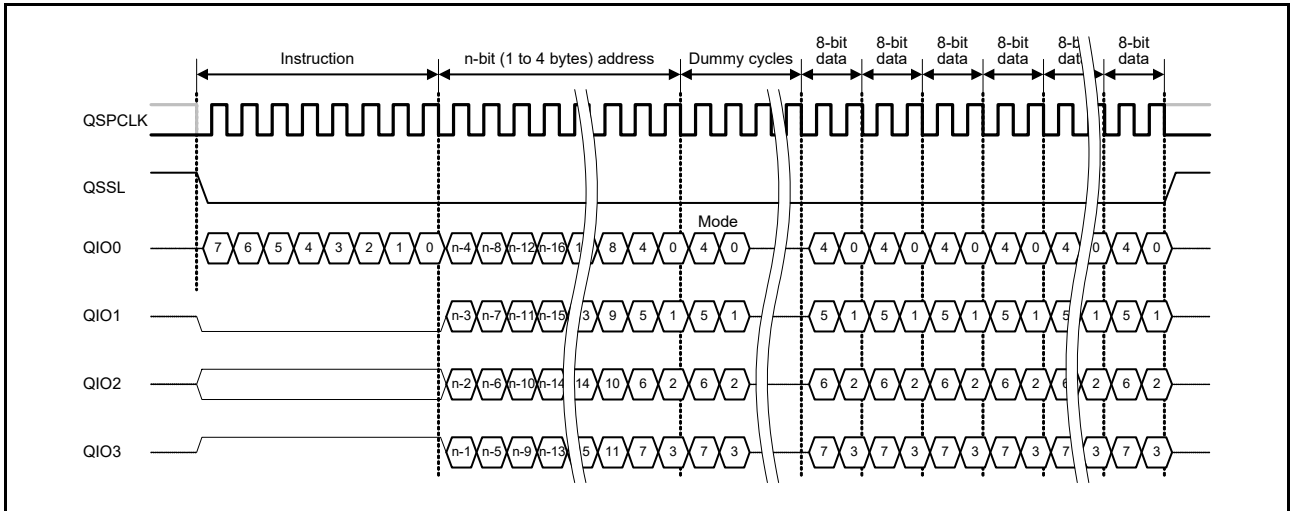 Instruction
n-bit (1 to 4 bytes) address
Dummy cycles
8-bit data
8-bit data
8-bit data
8-bit data
8-bit data
QSPCLK
QSSL
Mode
QIO0 7 6 5 4 3 2 1 0 n-4 n-8 n-12 n-16 8 4 0 4 0 4 0 4 0 4 0 4 0 4 0 4 0
QIO1 n-3 n-7 n-11 n-15 9 5 1 5 1 5 1 5 1 5 1 5 1 5 1 5 1
QIO2 n-2 n-6 n-10 n-14 14 10 6 2 6 2 6 2 6 2 6 2 6 2 6 2 6 2
QIO3 n-1 n-5 n-9 n-13 11 7 3 7 3 7 3 7 3 7 3 7 3 7 3 7 3